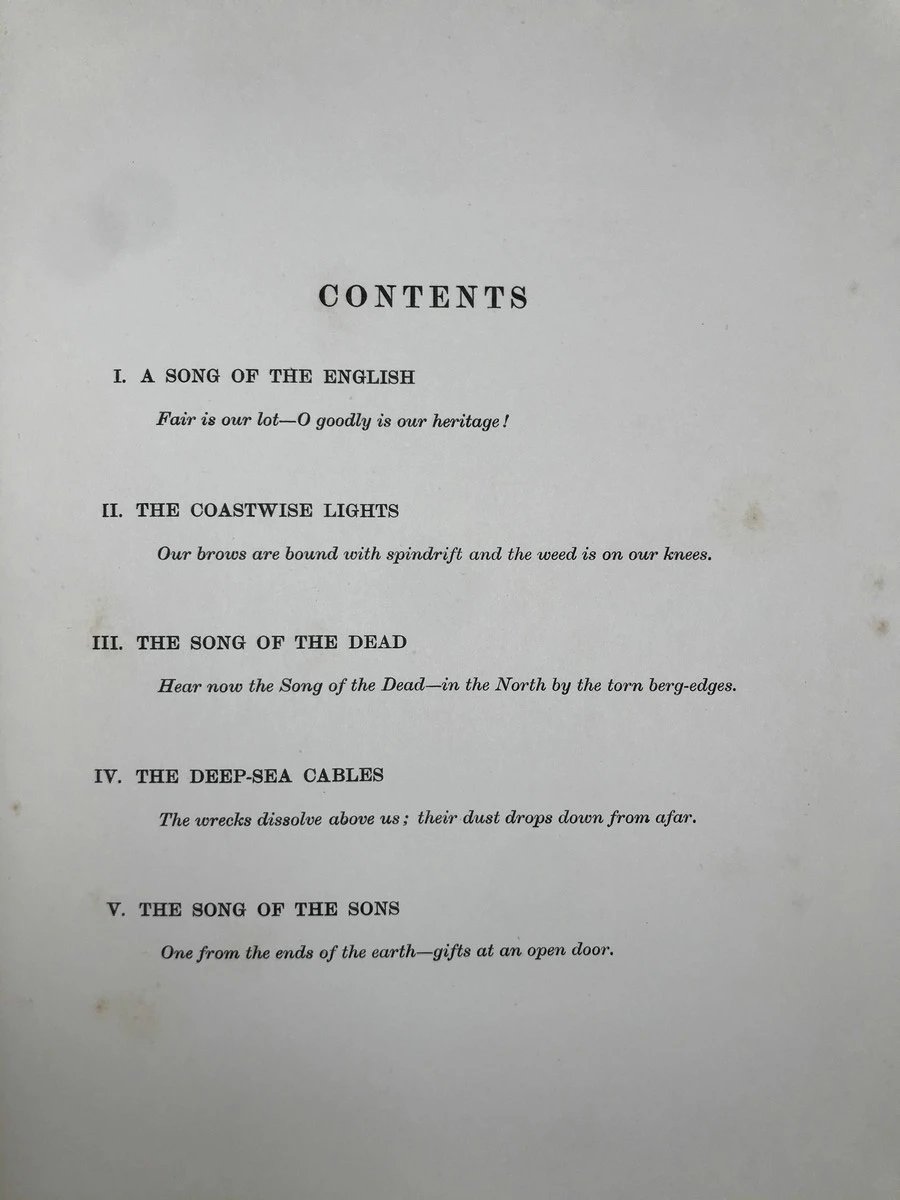 CONTENTS
I. A SONG OF THE ENGLISH
Fair is our lot—O goodly is our heritage!
II. THE COASTWISE LIGHTS
Our brows are bound with spindrift and the weed is on our knees.
III. THE SONG OF THE DEAD
Hear now the Song of the Dead—in the North by the torn berg-edges.
IV. THE DEEP-SEA CABLES
The wrecks dissolve above us; their dust drops down from afar.
V. THE SONG OF THE SONS
One from the ends of the earth—gifts at an open door.